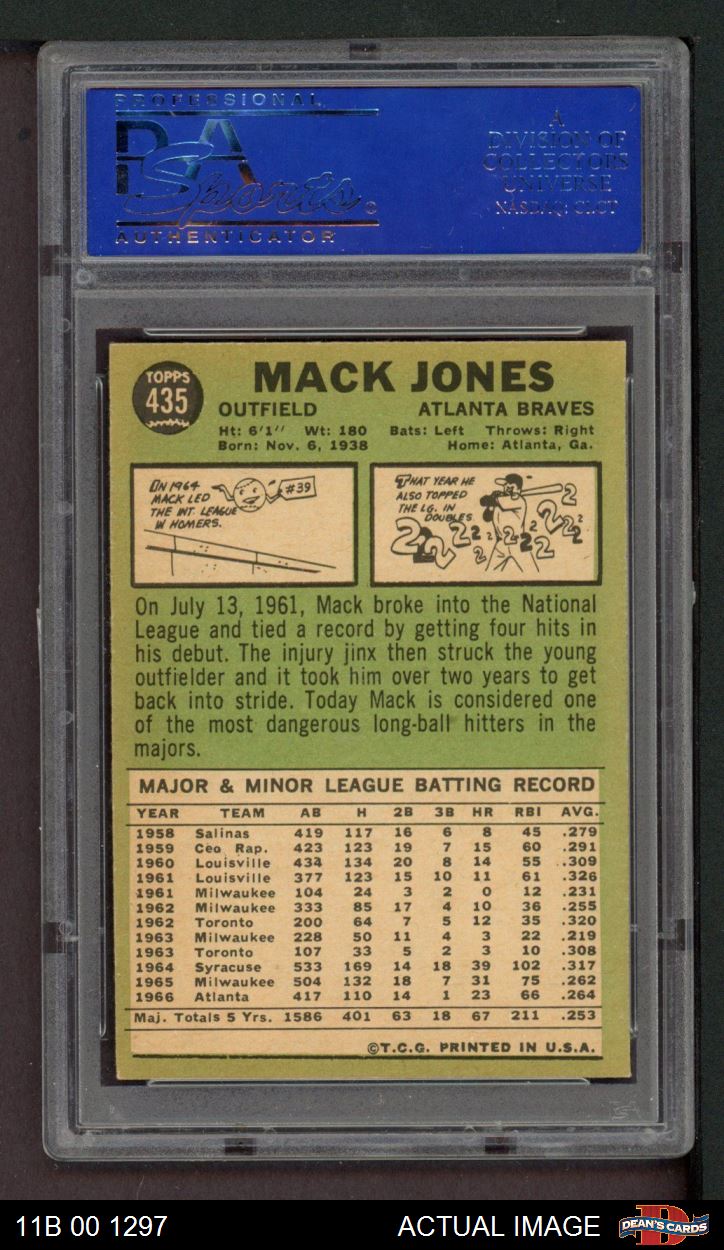 PROFESSIONAL
PSA
Sports
AUTHENTICATOR
A
DIVISION OF
COLLECTORS
UNIVERSE
NASDAQ: CLCT
TOPPS
435
MACK JONES
OUTFIELD ATLANTA BRAVES
Ht: 6'1" Wt: 180 Bats: Left Throws: Right
Born: Nov. 6, 1938 Home: Atlanta, Ga.
IN 1964
MACK LED
THE INT. LEAGUE
IN HOMERS.
#39
THAT YEAR HE
ALSO TOPPED
THE LG. IN
DOUBLES
2 2 2 2 2 2 2 2 2 2 2 2
On July 13, 1961, Mack broke into the National
League and tied a record by getting four hits in
his debut. The injury jinx then struck the young
outfielder and it took him over two years to get
back into stride. Today Mack is considered one
of the most dangerous long-ball hitters in the
majors.
MAJOR & MINOR LEAGUE BATTING RECORD
YEAR TEAM AB H 2B 3B HR RBI AVG.
1958 Salinas 419 117 16 6 8 45 .279
1959 Ceo Rap. 423 123 19 7 15 60 .291
1960 Louisville 434 134 20 8 14 55 .309
1961 Louisville 377 123 15 10 11 61 .326
1961 Milwaukee 104 24 3 2 0 12 .231
1962 Milwaukee 333 85 17 4 10 36 .255
1962 Toronto 200 64 7 5 12 35 .320
1963 Milwaukee 228 50 11 4 3 22 .219
1963 Toronto 107 33 5 2 3 10 .308
1964 Syracuse 533 169 14 18 39 102 .317
1965 Milwaukee 504 132 18 7 31 75 .262
1966 Atlanta 417 110 14 1 23 66 .264
Maj. Totals 5 Yrs. 1586 401 63 18 67 211 .253
©T.C.G. PRINTED IN U.S.A.
11B 00 1297 ACTUAL IMAGE DEAN'S CARDS